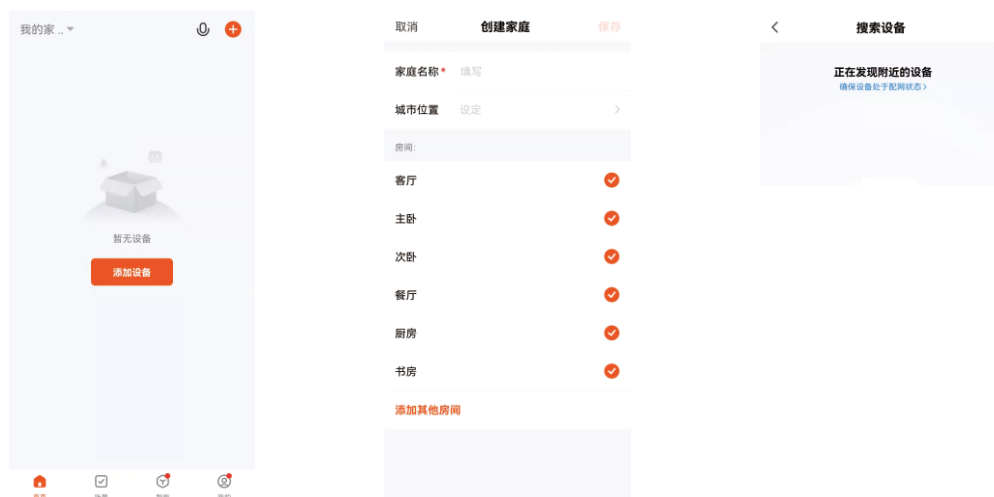 我的家 ..
暂无设备
添加设备
取消 创建家庭 保存
家庭名称* 填写
城市位置 设定
房间:
客厅
主卧
次卧
餐厅
厨房
书房
添加其他房间
搜索设备
正在发现附近的设备
确保设备处于配网状态>